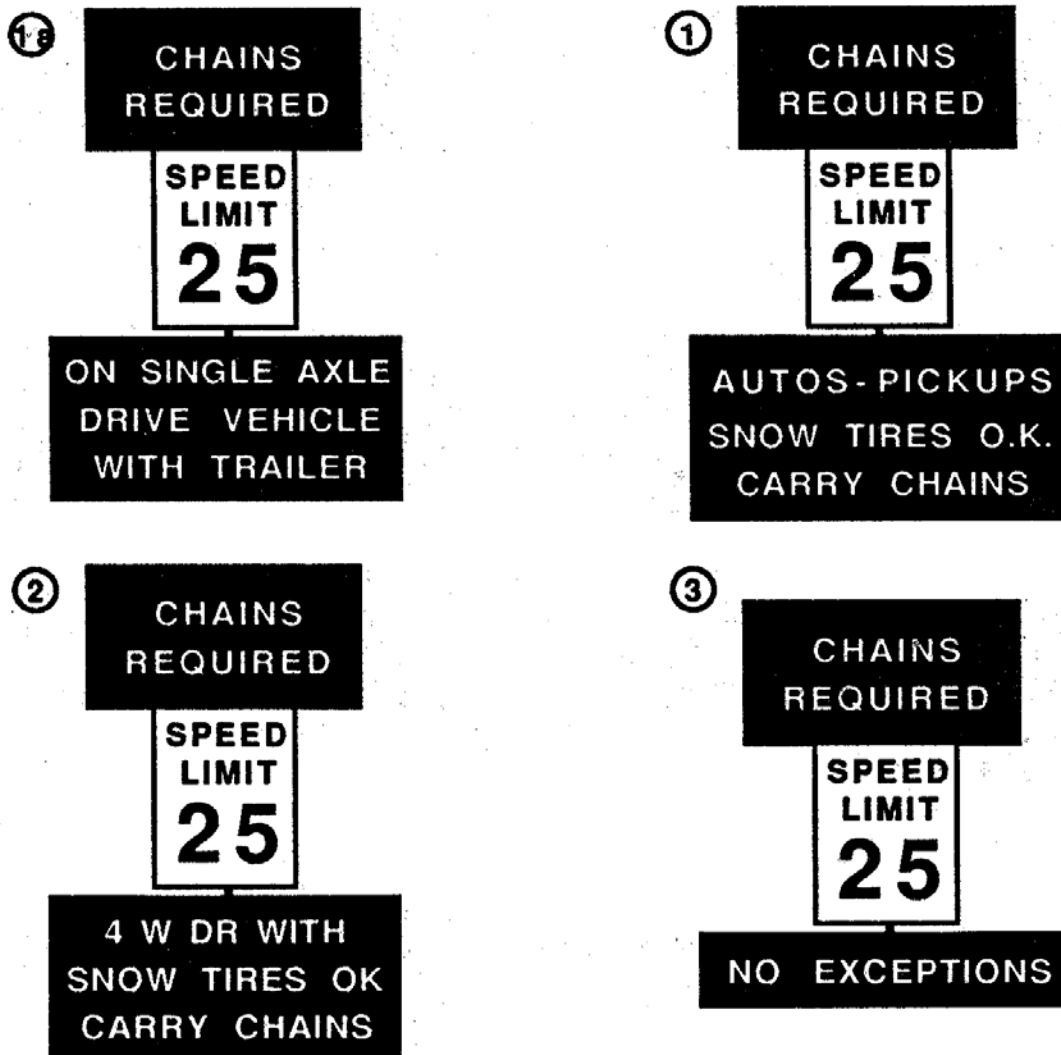 1a
CHAINS
REQUIRED
SPEED
LIMIT
25
ON SINGLE AXLE
DRIVE VEHICLE
WITH TRAILER
1
CHAINS
REQUIRED
SPEED
LIMIT
25
AUTOS-PICKUPS
SNOW TIRES O.K.
CARRY CHAINS
2
CHAINS
REQUIRED
SPEED
LIMIT
25
4 W DR WITH
SNOW TIRES OK
CARRY CHAINS
3
CHAINS
REQUIRED
SPEED
LIMIT
25
NO EXCEPTIONS